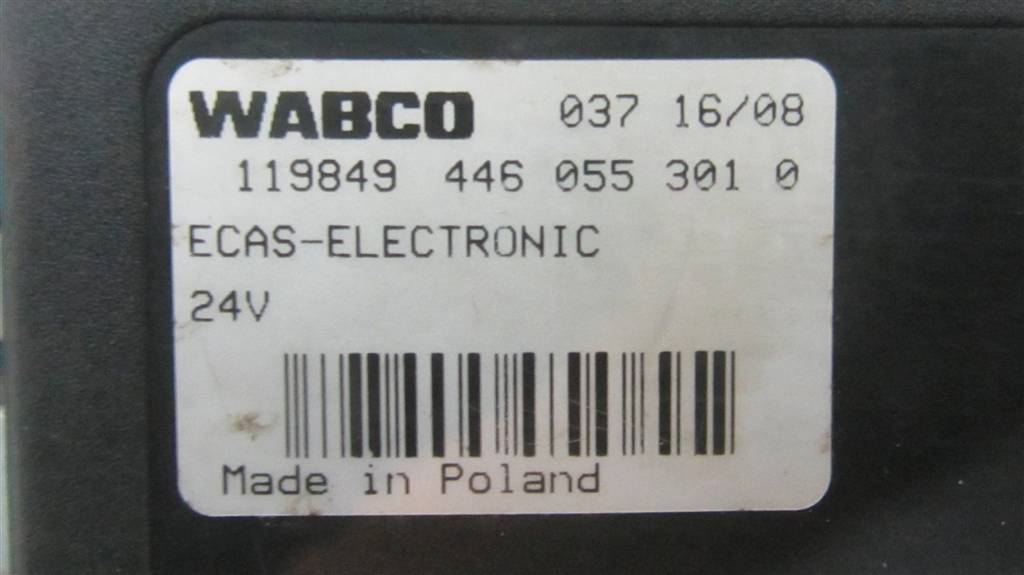 WABCO 037 16/08
119849 446 055 301 0
ECAS-ELECTRONIC
24V
Made in Poland